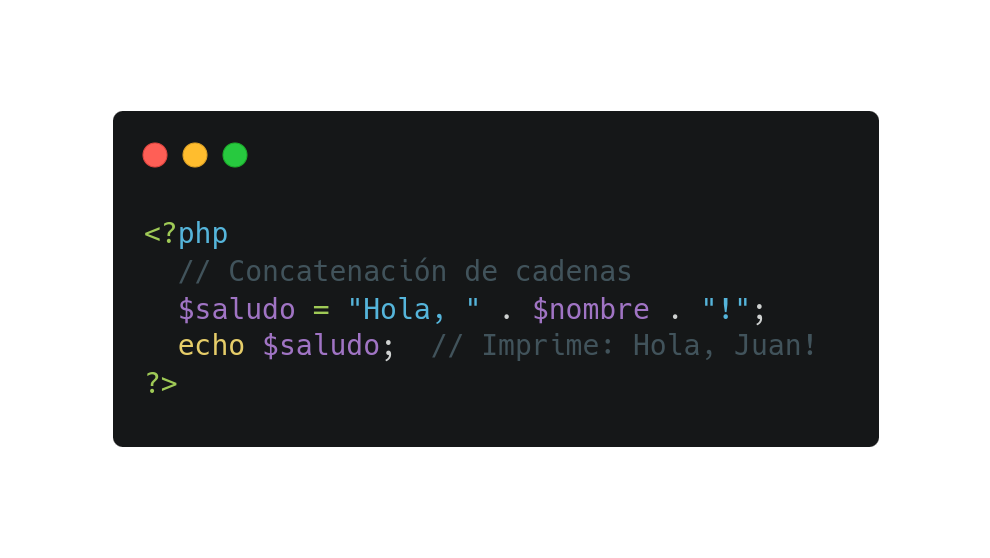 <?php
  // Concatenación de cadenas
  $saludo = "Hola, " . $nombre . "!";
  echo $saludo;  // Imprime: Hola, Juan!
?>